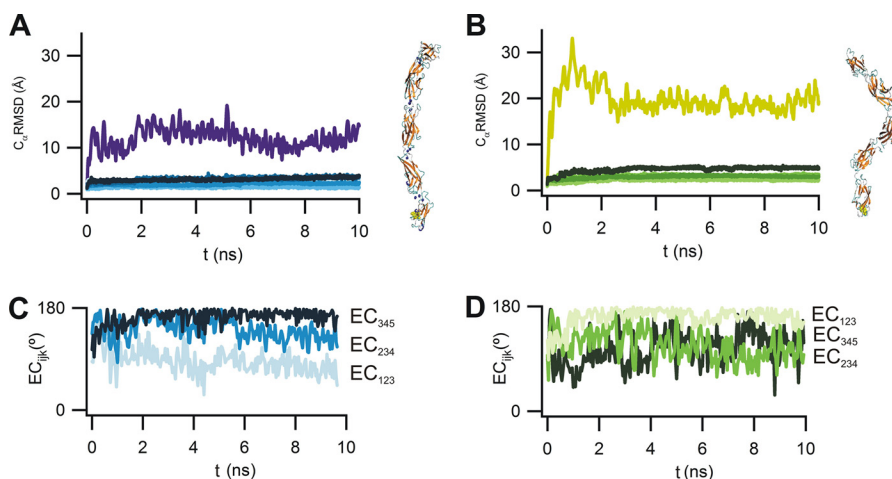 A
30
20
10
0
CαRMSD (Å)
0 2 4 6 8 10
t (ns)
B
30
20
10
0
CαRMSD (Å)
0 2 4 6 8 10
t (ns)
C
180
0
ECijk(º)
EC345
EC234
EC123
0 2 4 6 8 10
t (ns)
D
180
0
ECijk(º)
EC123
EC345
EC234
0 2 4 6 8 10
t (ns)